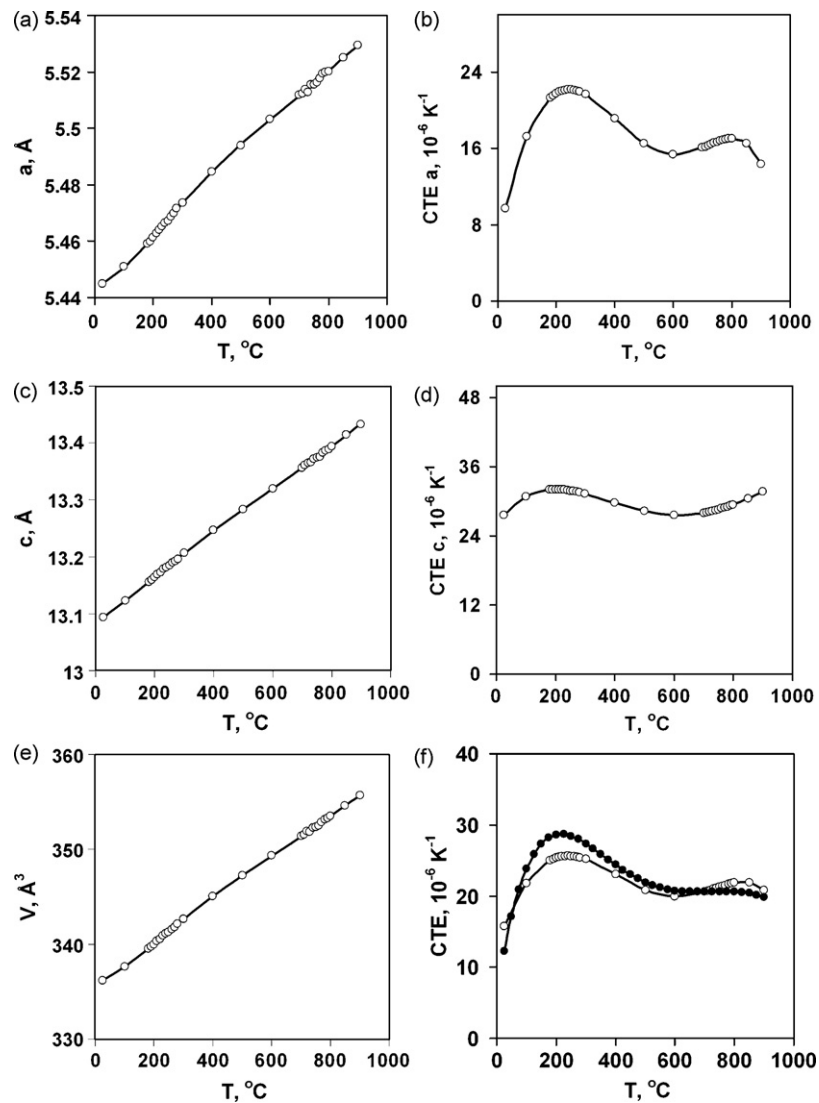 (a)
5.54
5.52
5.5
5.48
5.46
5.44
a, Å
0 200 400 600 800 1000
T, °C
(b)
24
16
8
0
CTE a, 10⁻⁶ K⁻¹
0 200 400 600 800 1000
T, °C
(c)
13.5
13.4
13.3
13.2
13.1
13
c, Å
0 200 400 600 800 1000
T, °C
(d)
48
36
24
12
0
CTE c, 10⁻⁶ K⁻¹
0 200 400 600 800 1000
T, °C
(e)
360
350
340
330
V, Å³
0 200 400 600 800 1000
T, °C
(f)
40
30
20
10
0
CTE, 10⁻⁶ K⁻¹
0 200 400 600 800 1000
T, °C